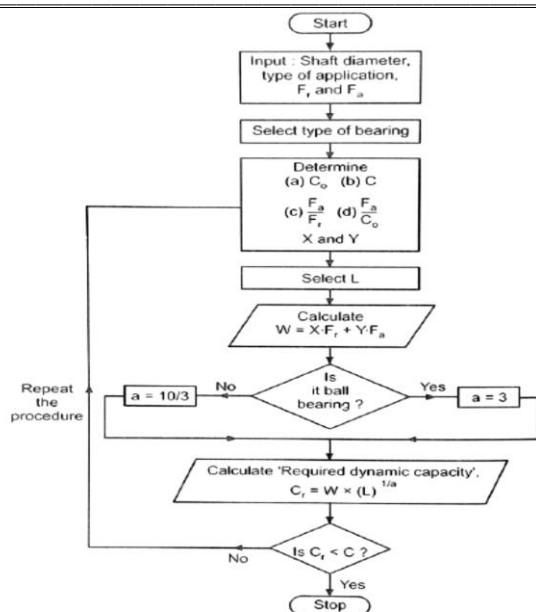 Start
Input : Shaft diameter,
type of application,
Fr and Fa
Select type of bearing
Determine
(a) Co (b) C
(c) Fa/Fr (d) Fa/Co
X and Y
Select L
Calculate
W = X·Fr + Y·Fa
Is
it ball
bearing ?
No
Yes
a = 10/3
a = 3
Repeat
the
procedure
Calculate 'Required dynamic capacity',
Cr = W × (L) 1/a
Is Cr < C ?
No
Yes
Stop